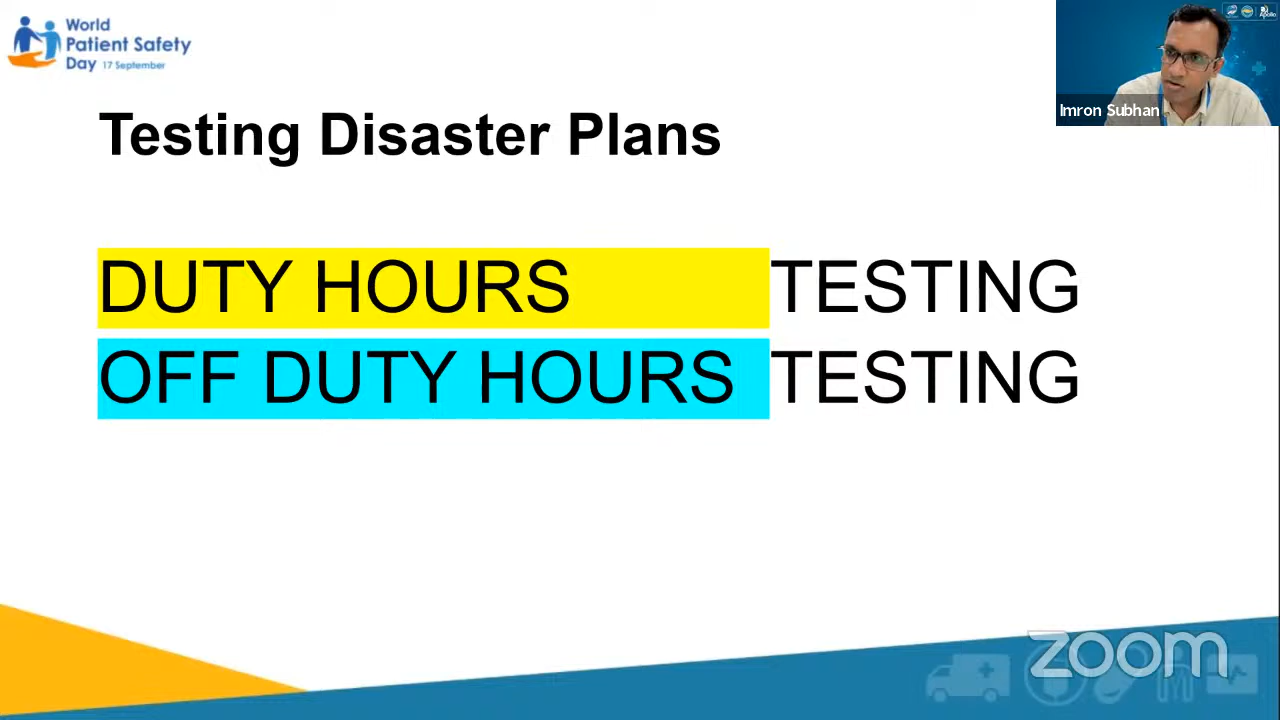 World
Patient Safety
Day 17 September
Imron Subhan
Testing Disaster Plans
DUTY HOURS TESTING
OFF DUTY HOURS TESTING
zoom